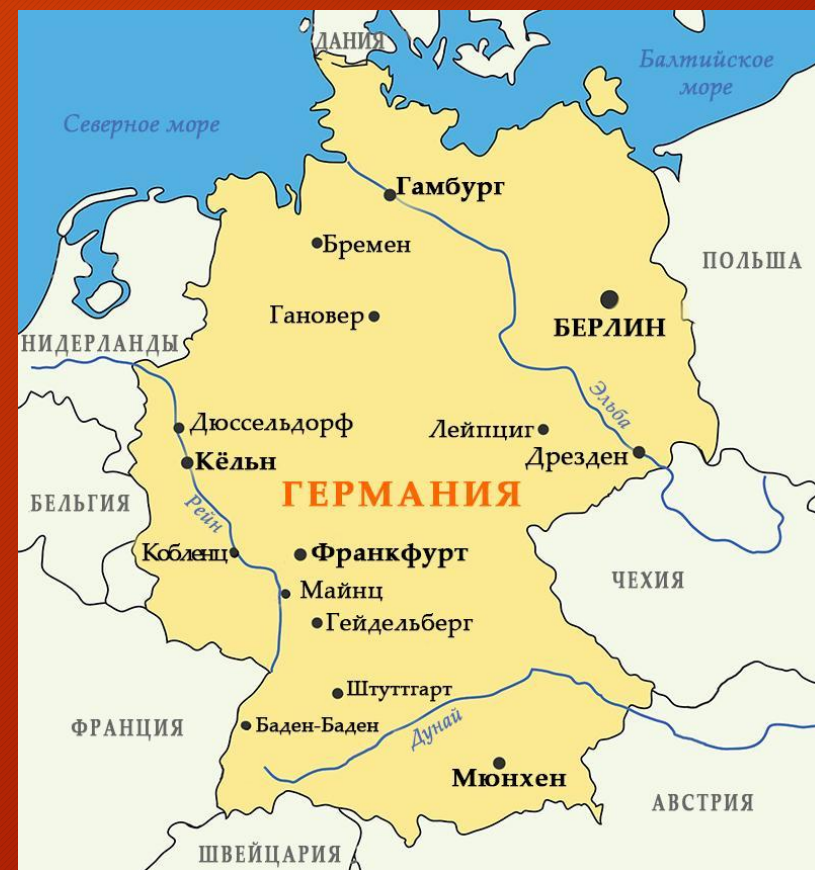 ДАНИЯ
Балтийское
море
Северное море
Гамбург
Бремен
ПОЛЬША
Гановер
БЕРЛИН
НИДЕРЛАНДЫ
Эльба
Дюссельдорф
Лейпциг
Дрезден
Кёльн
ГЕРМАНИЯ
БЕЛЬГИЯ
Рейн
Кобленц
Франкфурт
ЧЕХИЯ
Майнц
Гейдельберг
Штуттгарт
ФРАНЦИЯ
Баден-Баден
Дунай
Мюнхен
АВСТРИЯ
ШВЕЙЦАРИЯ